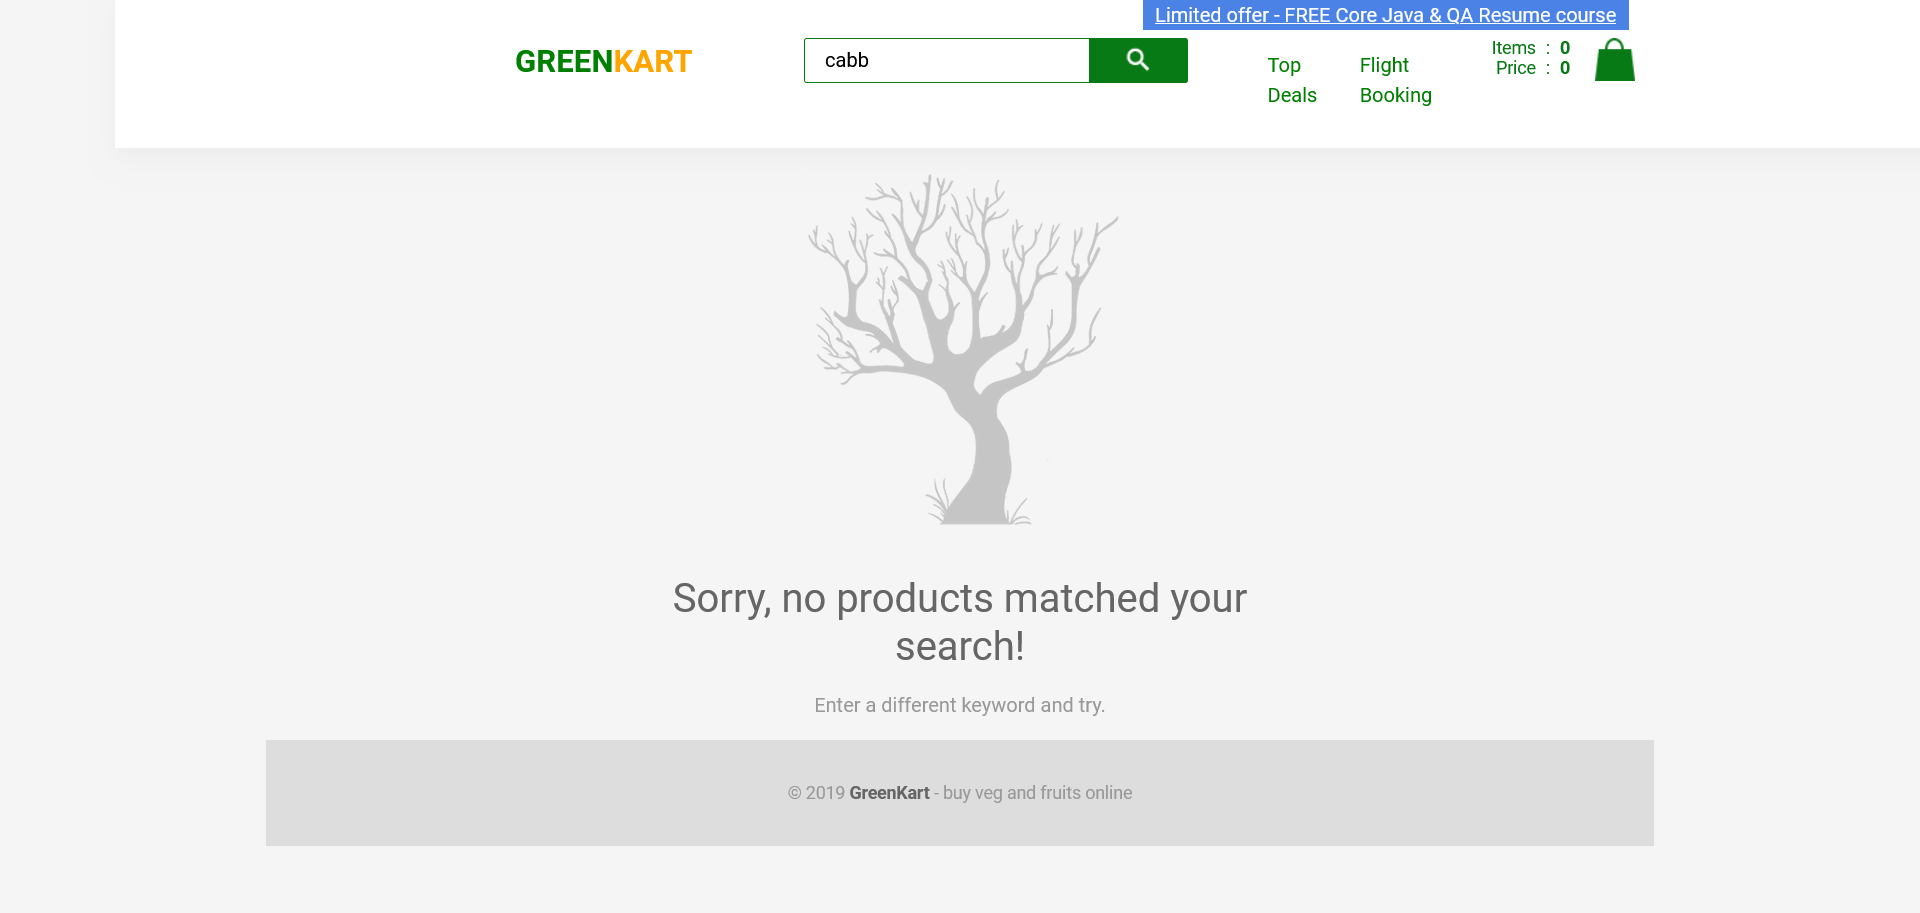 Limited offer - FREE Core Java & QA Resume course
GREENKART
cabb
Top
Deals
Flight
Booking
Items : 0
Price : 0
Sorry, no products matched your
search!
Enter a different keyword and try.
© 2019 GreenKart - buy veg and fruits online